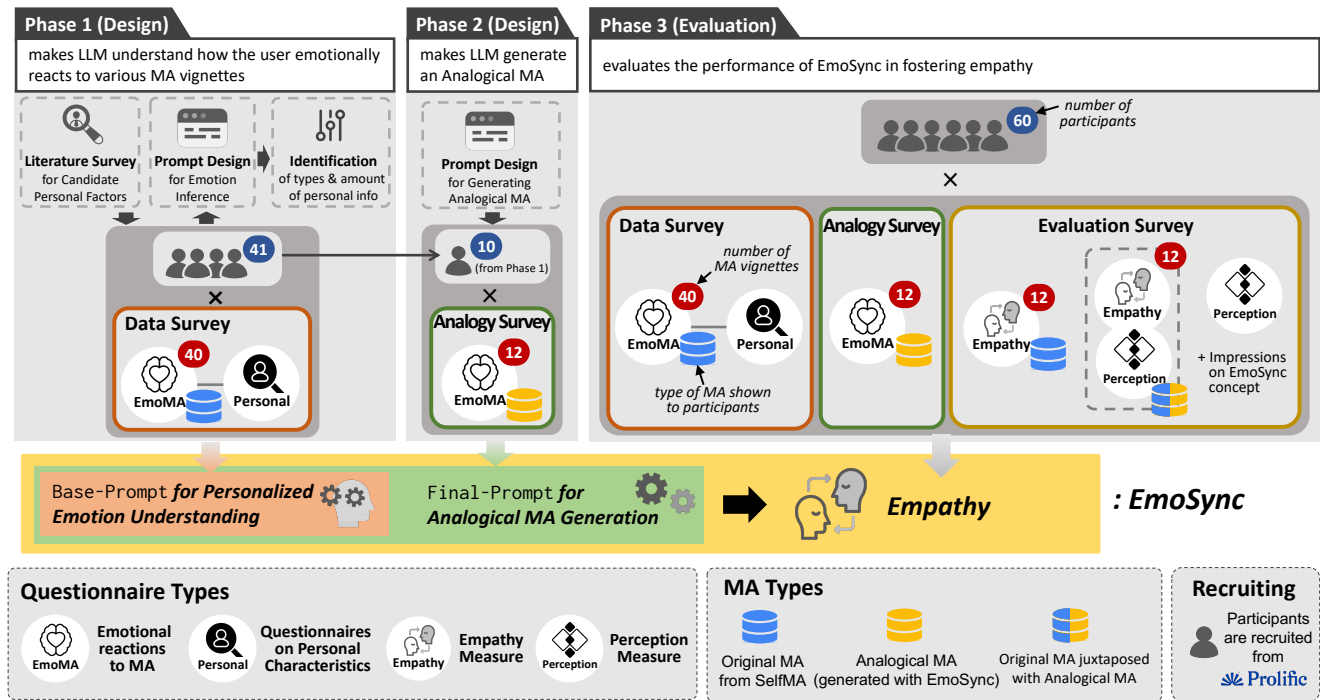 Phase 1 (Design)
makes LLM understand how the user emotionally
reacts to various MA vignettes
Literature Survey
for Candidate
Personal Factors
Prompt Design
for Emotion
Inference
Identification
of types & amount
of personal info
41
×
Data Survey
40
EmoMA
Personal
Phase 2 (Design)
makes LLM generate
an Analogical MA
Prompt Design
for Generating
Analogical MA
10
(from Phase 1)
×
Analogy Survey
12
EmoMA
Phase 3 (Evaluation)
evaluates the performance of EmoSync in fostering empathy
60
number of
participants
×
Data Survey
number of
MA vignettes
40
EmoMA
Personal
type of MA shown
to participants
Analogy Survey
12
EmoMA
Evaluation Survey
12
Empathy
12
Empathy
Perception
Perception
+ Impressions
on EmoSync
concept
Base-Prompt for Personalized
Emotion Understanding
Final-Prompt for
Analogical MA Generation
Empathy
: EmoSync
Questionnaire Types
EmoMA
Emotional
reactions
to MA
Personal
Questionnaires
on Personal
Characteristics
Empathy
Empathy
Measure
Perception
Perception
Measure
MA Types
Original MA
from SelfMA
Analogical MA
(generated with EmoSync)
Original MA juxtaposed
with Analogical MA
Recruiting
Participants
are recruited
from
Prolific